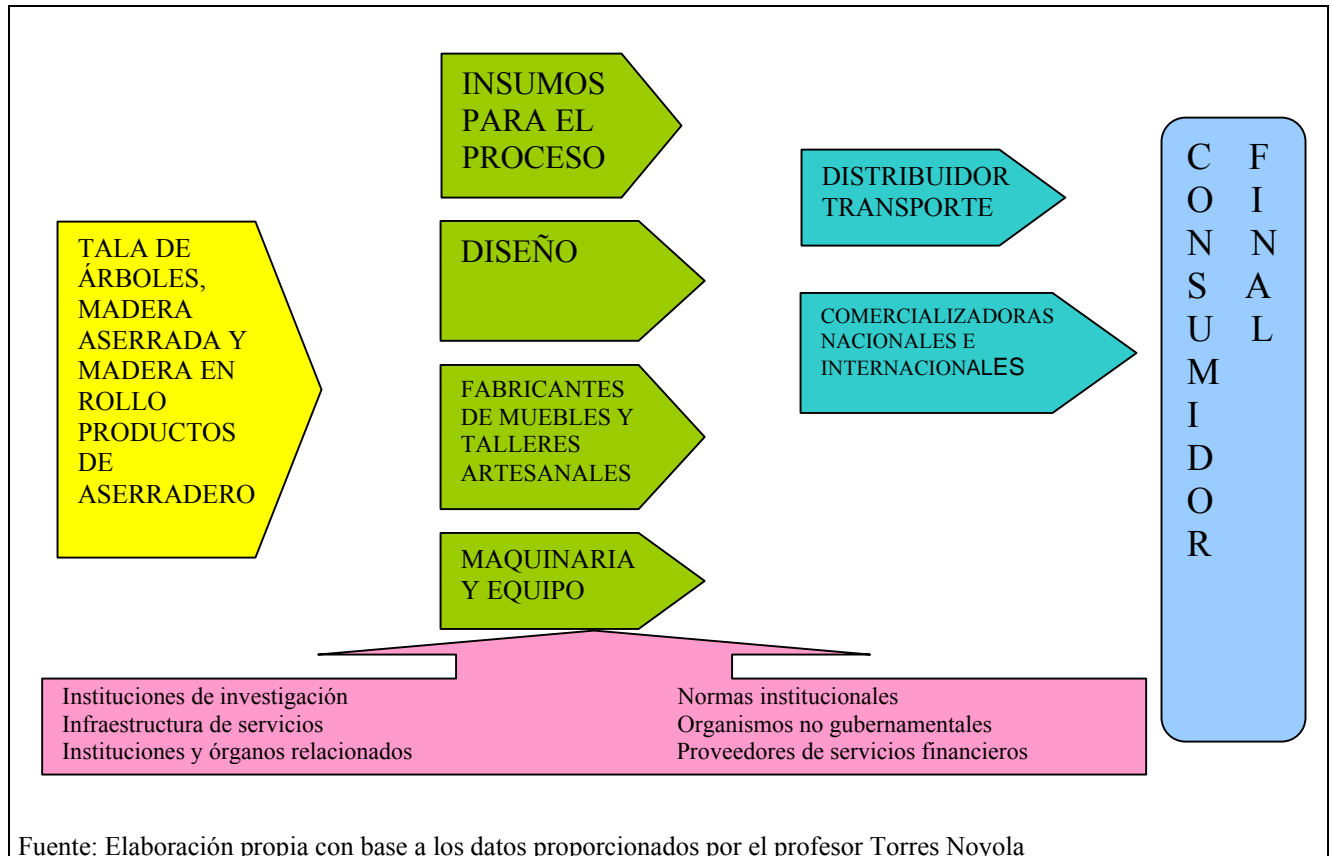 TALA DE
ÁRBOLES,
MADERA
ASERRADA Y
MADERA EN
ROLLO
PRODUCTOS
DE
ASERRADERO
INSUMOS
PARA EL
PROCESO
DISEÑO
FABRICANTES
DE MUEBLES Y
TALLERES
ARTESANALES
MAQUINARIA
Y EQUIPO
DISTRIBUIDOR
TRANSPORTE
COMERCIALIZADORAS
NACIONALES E
INTERNACIONALES
CONSUMIDOR
FINAL
Instituciones de investigación
Infraestructura de servicios
Instituciones y órganos relacionados
Normas institucionales
Organismos no gubernamentales
Proveedores de servicios financieros
Fuente: Elaboración propia con base a los datos proporcionados por el profesor Torres Novola